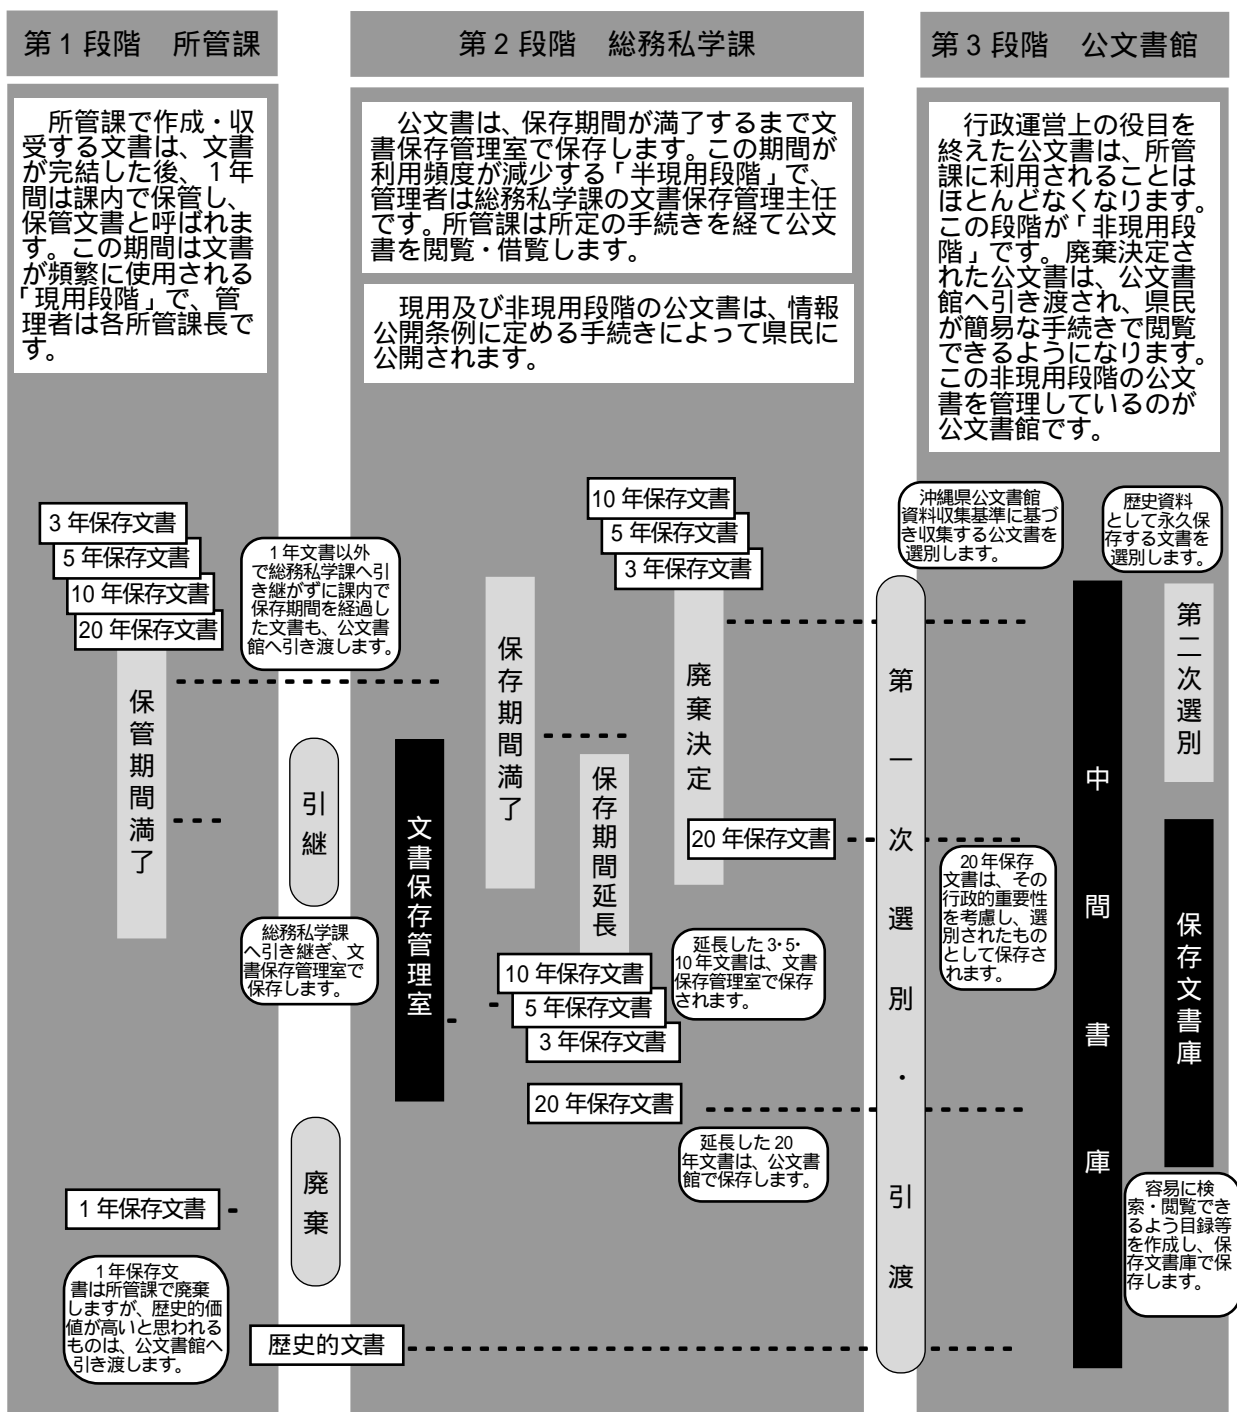 第1段階　所管課
所管課で作成・収
受する文書は、文書
が完結した後、1年
間は課内で保管し、
保管文書と呼ばれま
す。この期間は文書
が頻繁に使用される
「現用段階」で、管
理者は各所管課長で
す。
3年保存文書
5年保存文書
10年保存文書
20年保存文書
保管期間満了
1年保存文書
1年保存文
書は所管課で廃棄
しますが、歴史的価
値が高いと思われる
ものは、公文書館へ
引き渡します。
1年文書以外
で総務私学課へ引
き継がずに課内で
保存期間を経過し
た文書も、公文書
館へ引き渡します。
引継
総務私学課
へ引き継ぎ、文
書保存管理室で
保存します。
廃棄
歴史的文書
第2段階　総務私学課
公文書は、保存期間が満了するまで文
書保存管理室で保存します。この期間が
利用頻度が減少する「半現用段階」で、
管理者は総務私学課の文書保存管理主任
です。所管課は所定の手続きを経て公文
書を閲覧・借覧します。
現用及び非現用段階の公文書は、情報
公開条例に定める手続きによって県民に
公開されます。
文書保存管理室
保存期間満了
保存期間延長
10年保存文書
5年保存文書
3年保存文書
廃棄決定
20年保存文書
延長した3・5・
10年文書は、文書
保存管理室で保存
されます。
10年保存文書
5年保存文書
3年保存文書
20年保存文書
延長した20
年文書は、公文書
館で保存します。
第一次選別・引渡
第3段階　公文書館
行政運営上の役目を
終えた公文書は、所管
課に利用されることは
ほとんどなくなります。
この段階が「非現用段
階」です。廃棄決定さ
れた公文書は、公文書
館へ引き渡され、県民
が簡易な手続きで閲覧
できるようになります。
この非現用段階の公文
書を管理しているのが
公文書館です。
沖縄県公文書館
資料収集基準に基づ
き収集する公文書を
選別します。
歴史資料
として永久保
存する文書を
選別します。
20年保存
文書は、その
行政的重要性
を考慮し、選
別されたもの
として保存さ
れます。
中間書庫
第二次選別
保存文書庫
容易に検
索・閲覧でき
るよう目録等
を作成し、保
存文書庫で保
存します。